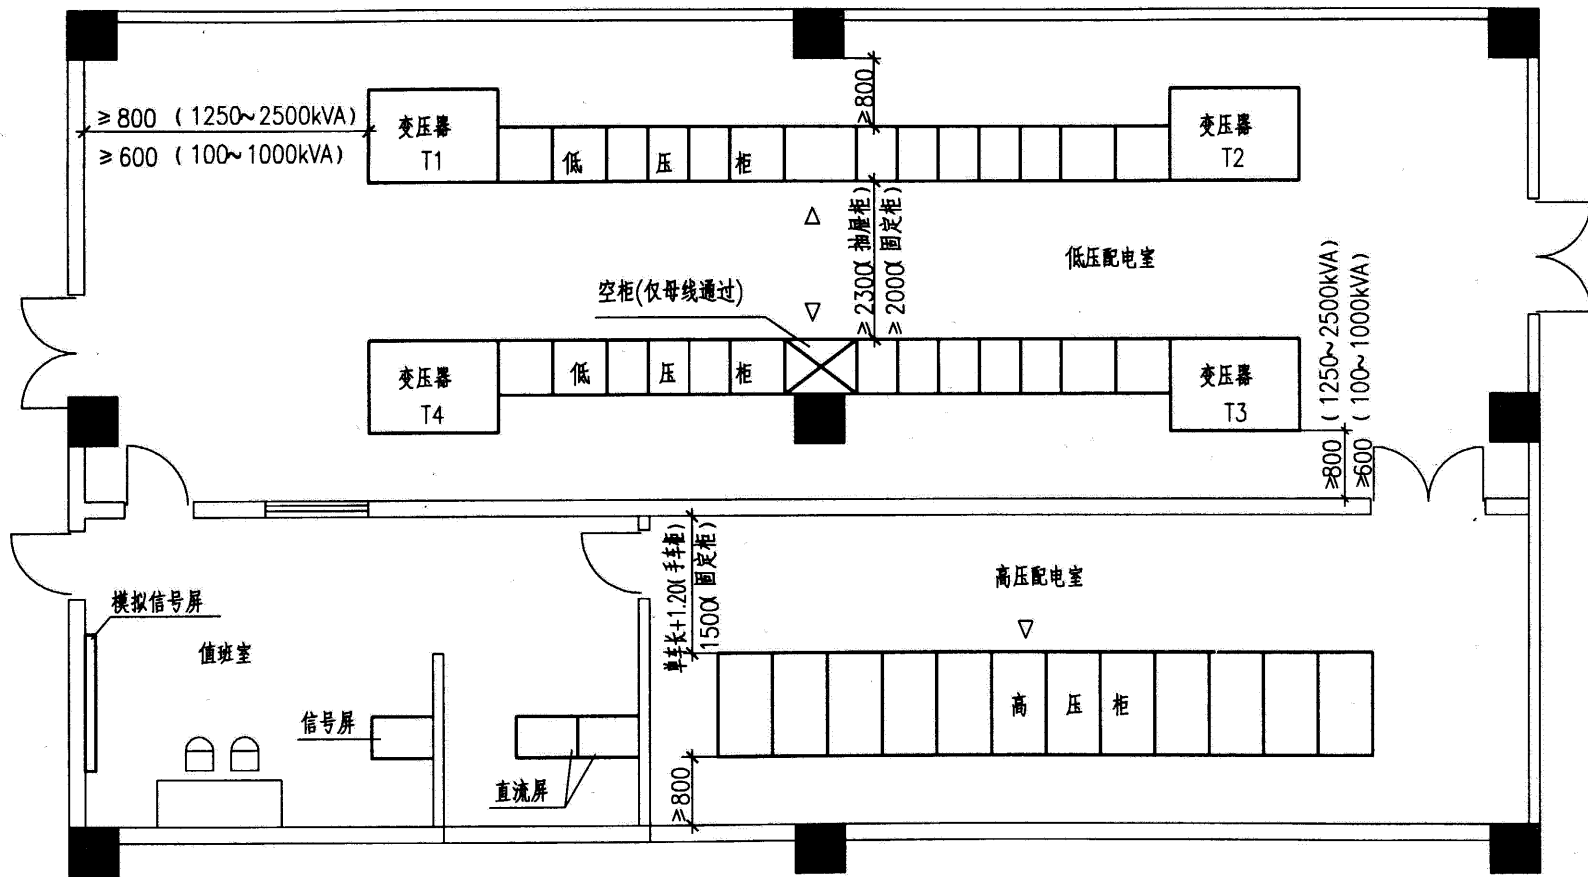 ≥800（1250~2500kVA）
≥600（100~1000kVA）
变压器
T1
低压柜
≥800
变压器
T2
≥2300(抽屉柜)
≥2000(固定柜)
低压配电室
空柜(仅母线通过)
变压器
T4
低压柜
变压器
T3
≥800（1250~2500kVA）
≥600（100~1000kVA）
单车长+1.20(手车柜)
1500(固定柜)
高压配电室
模拟信号屏
值班室
信号屏
直流屏
高压柜
≥800